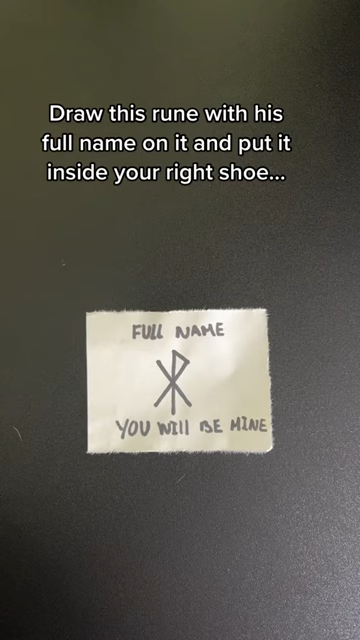 Draw this rune with his
full name on it and put it
inside your right shoe...
FULL NAME
YOU WILL BE MINE